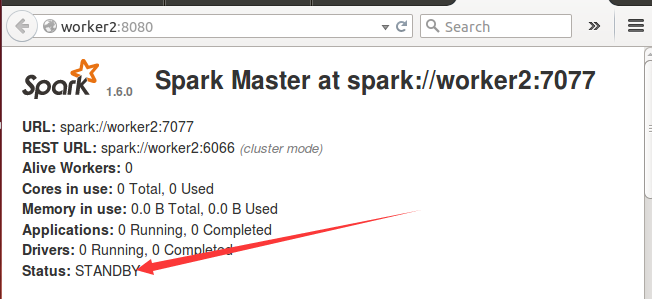 worker2:8080
Search
Spark 1.6.0 Spark Master at spark://worker2:7077
URL: spark://worker2:7077
REST URL: spark://worker2:6066 (cluster mode)
Alive Workers: 0
Cores in use: 0 Total, 0 Used
Memory in use: 0.0 B Total, 0.0 B Used
Applications: 0 Running, 0 Completed
Drivers: 0 Running, 0 Completed
Status: STANDBY